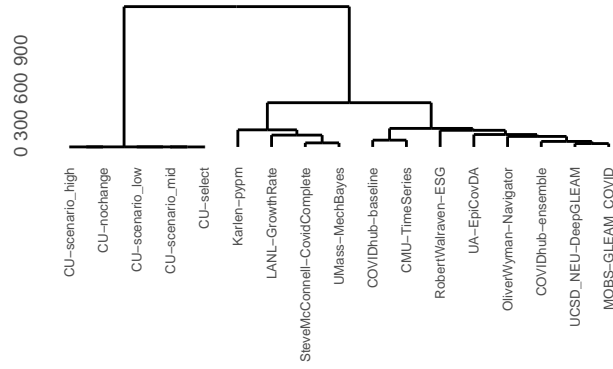 0 300 600 900
CU−scenario_high
CU−nochange
CU−scenario_low
CU−scenario_mid
CU−select
Karlen−pypm
LANL−GrowthRate
SteveMcConnell−CovidComplete
UMass−MechBayes
COVIDhub−baseline
CMU−TimeSeries
RobertWalraven−ESG
UA−EpiCovDA
OliverWyman−Navigator
COVIDhub−ensemble
UCSD_NEU−DeepGLEAM
MOBS−GLEAM_COVID